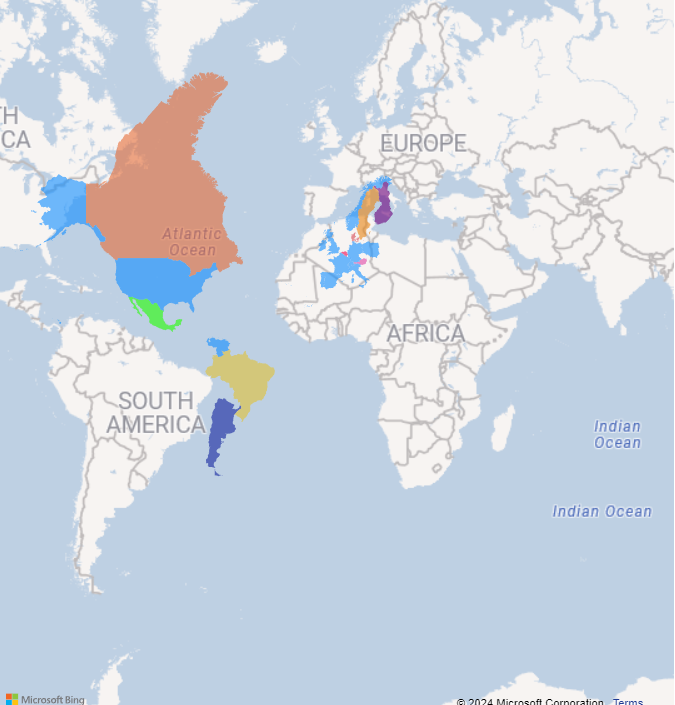 EUROPE
TH
CA
Atlantic
Ocean
AFRICA
SOUTH
AMERICA
Indian
Ocean
Indian Ocean
Microsoft Bing
© 2024 Microsoft Corporation Terms